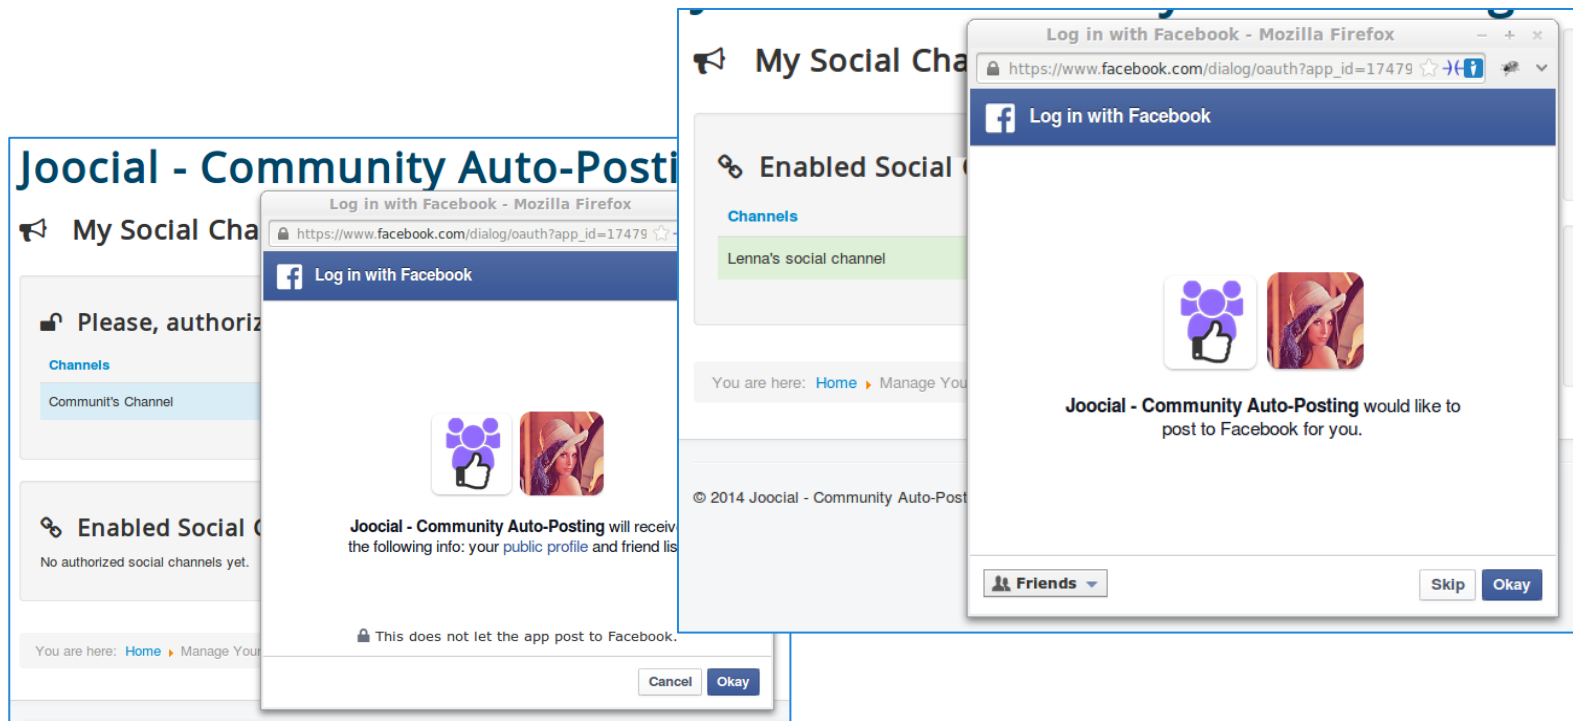 Joocial - Community Auto-Posti
My Social Cha
Please, authoriz
Channels
Communit's Channel
Enabled Social
No authorized social channels yet.
You are here: Home Manage Your
Log in with Facebook - Mozilla Firefox
https://www.facebook.com/dialog/oauth?app_id=17479
Log in with Facebook
Joocial - Community Auto-Posting will receive
the following info: your public profile and friend lis
This does not let the app post to Facebook.
Cancel Okay
My Social Cha
Enabled Social
Channels
Lenna's social channel
You are here: Home Manage You
© 2014 Joocial - Community Auto-Post
Log in with Facebook - Mozilla Firefox
https://www.facebook.com/dialog/oauth?app_id=17479
Log in with Facebook
Joocial - Community Auto-Posting would like to
post to Facebook for you.
Friends
Skip Okay